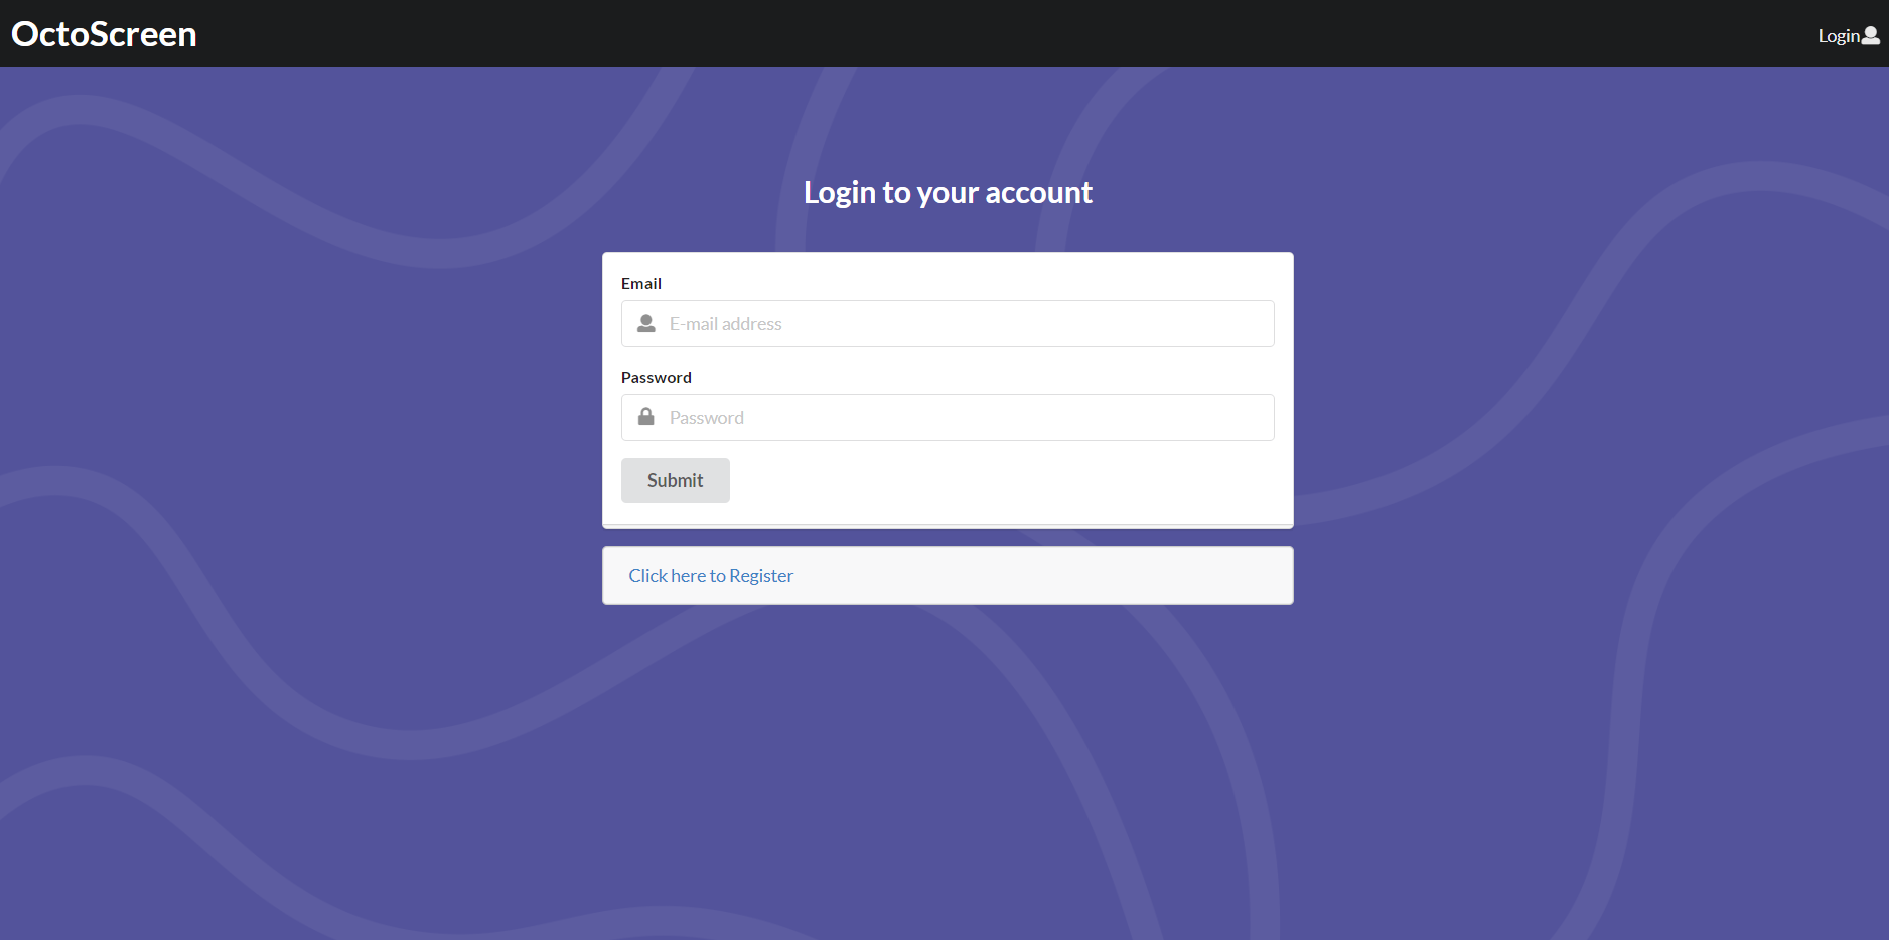 OctoScreen
Login
Login to your account
Email
E-mail address
Password
Password
Submit
Click here to Register